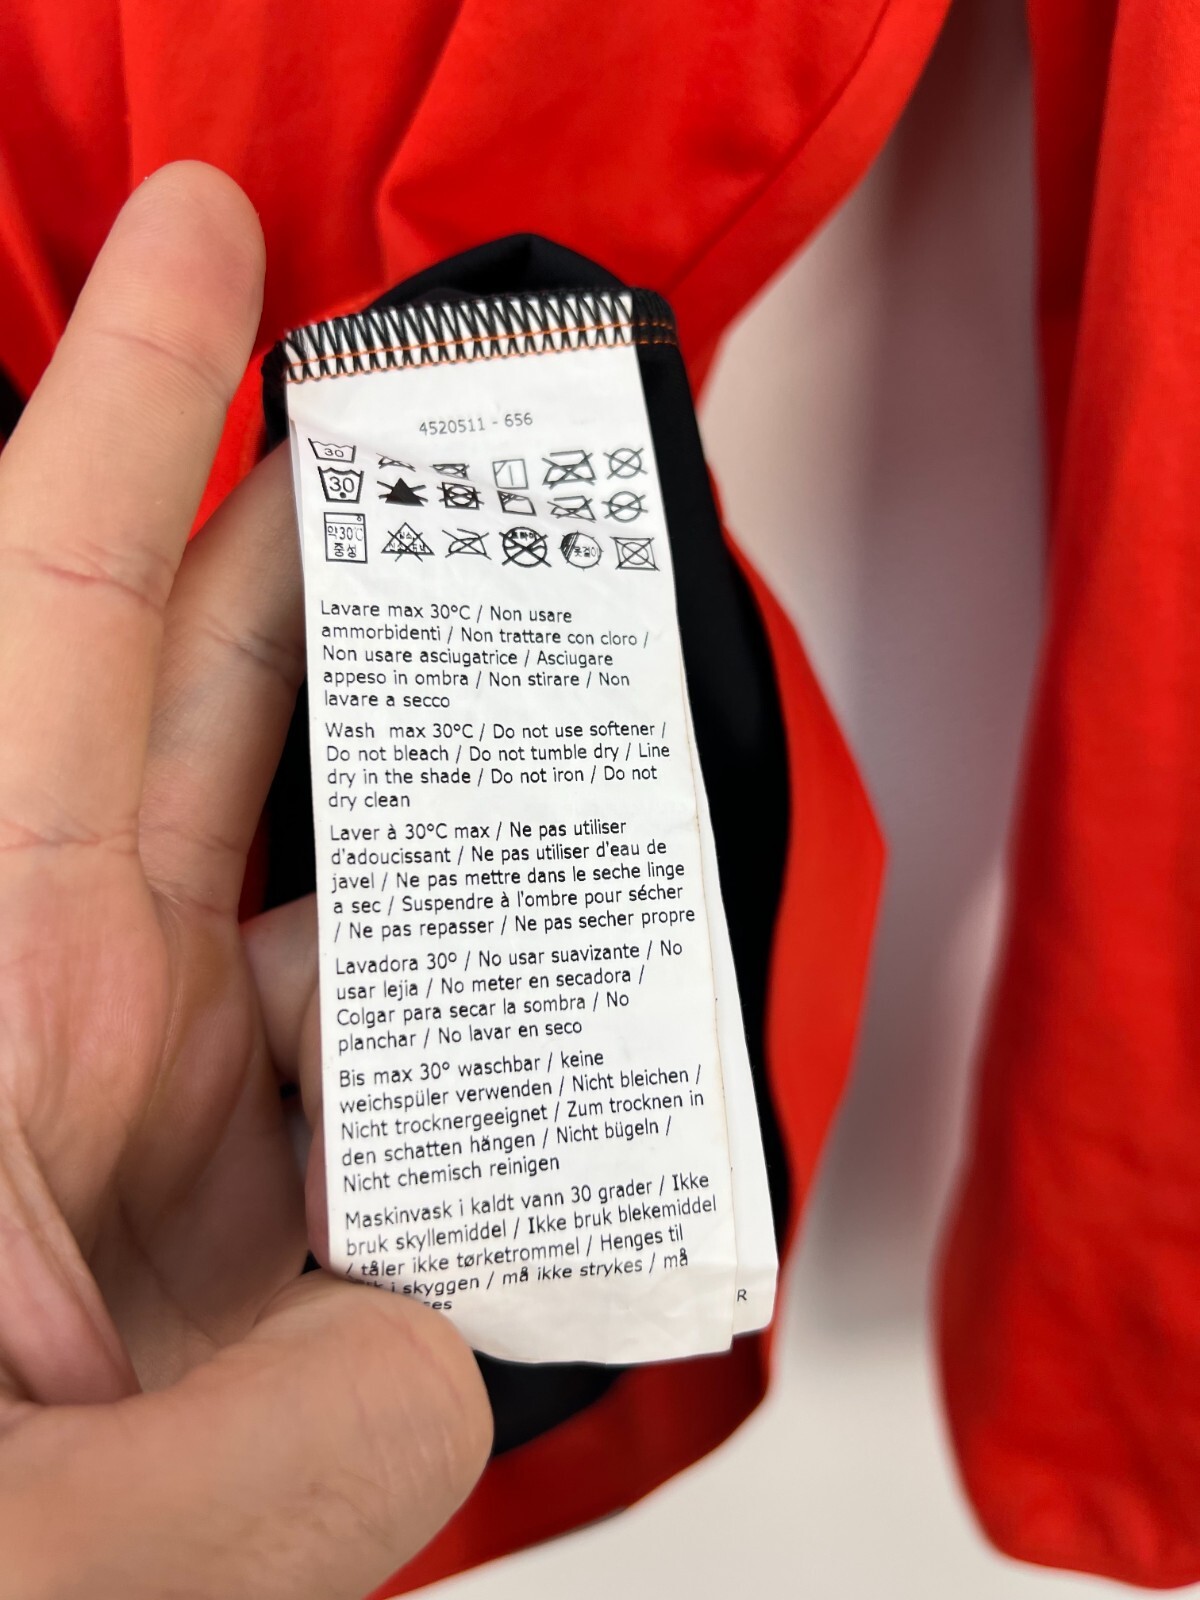 4520511 - 656
30
30
약30℃
중성
옷걸이
Lavare max 30°C / Non usare
ammorbidenti / Non trattare con cloro /
Non usare asciugatrice / Asciugare
appeso in ombra / Non stirare / Non
lavare a secco
Wash max 30°C / Do not use softener /
Do not bleach / Do not tumble dry / Line
dry in the shade / Do not iron / Do not
dry clean
Laver à 30°C max / Ne pas utiliser
d'adoucissant / Ne pas utiliser d'eau de
javel / Ne pas mettre dans le seche linge
a sec / Suspendre à l'ombre pour sécher
/ Ne pas repasser / Ne pas secher propre
Lavadora 30º / No usar suavizante / No
usar lejia / No meter en secadora /
Colgar para secar la sombra / No
planchar / No lavar en seco
Bis max 30° waschbar / keine
weichspüler verwenden / Nicht bleichen /
Nicht trocknergeeignet / Zum trocknen in
den schatten hängen / Nicht bügeln /
Nicht chemisch reinigen
Maskinvask i kaldt vann 30 grader / Ikke
bruk skyllemiddel / Ikke bruk blekemiddel
/ tåler ikke tørketrommel / Henges til
i skyggen / må ikke strykes / må
R